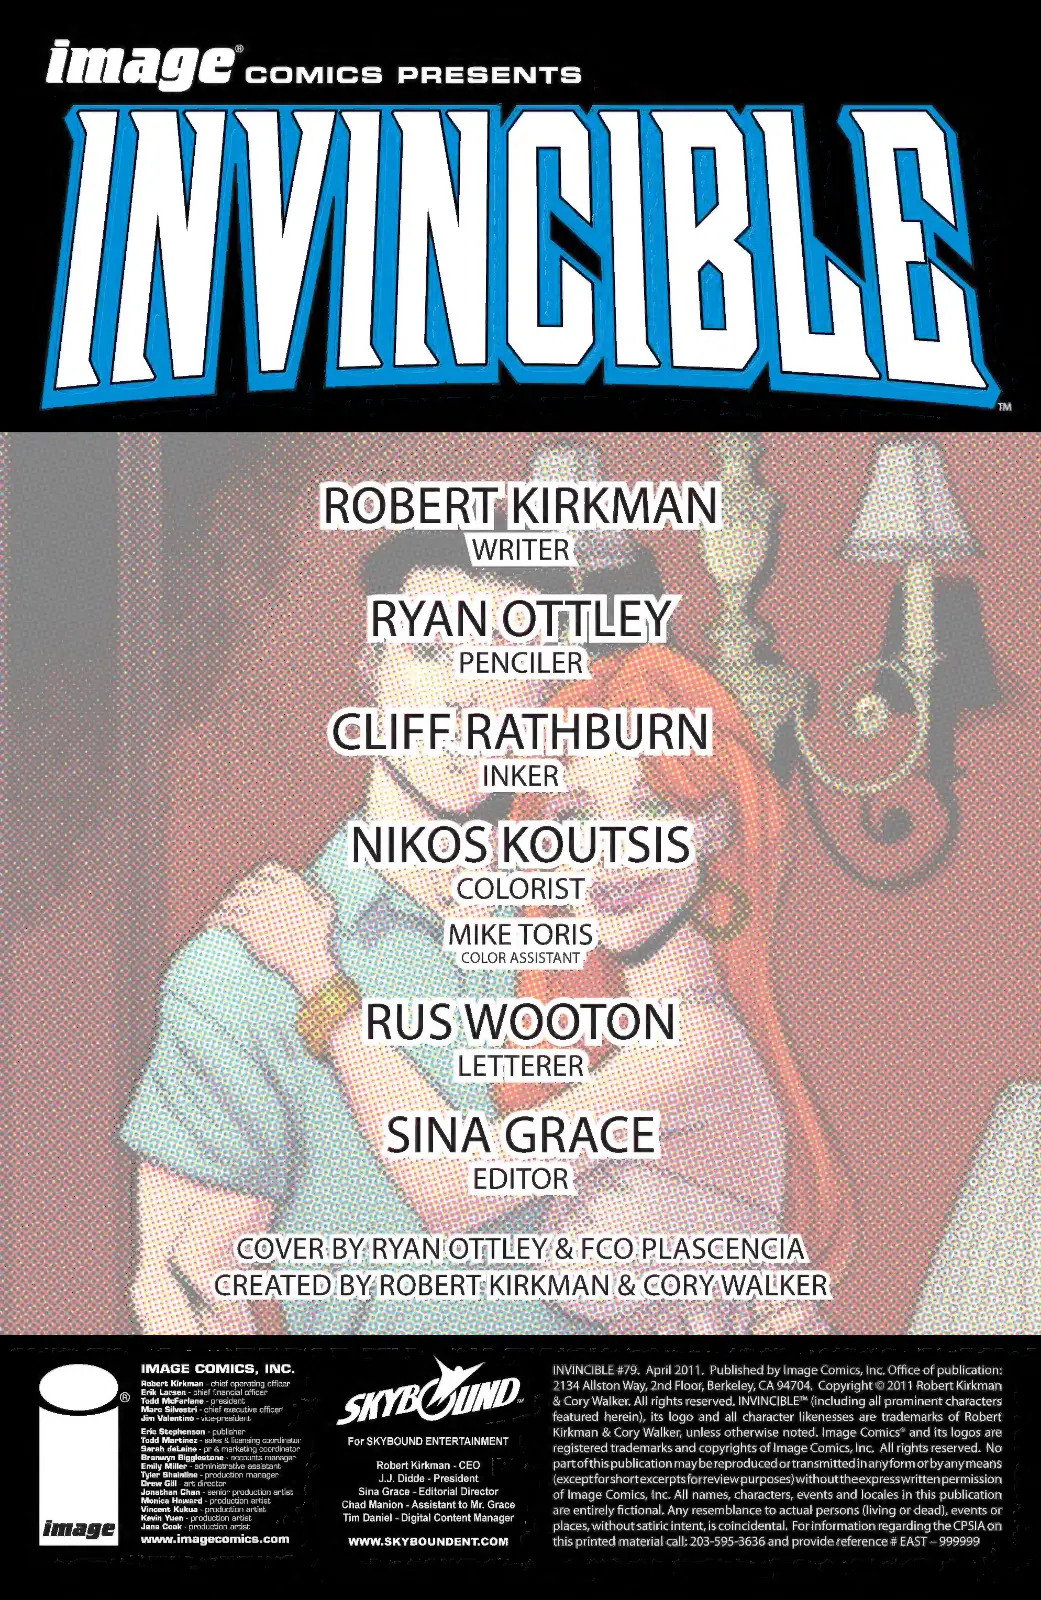 image® COMICS PRESENTS
INVINCIBLE™
ROBERT KIRKMAN
WRITER
RYAN OTTLEY
PENCILER
CLIFF RATHBURN
INKER
NIKOS KOUTSIS
COLORIST
MIKE TORIS
COLOR ASSISTANT
RUS WOOTON
LETTERER
SINA GRACE
EDITOR
COVER BY RYAN OTTLEY & FCO PLASCENCIA
CREATED BY ROBERT KIRKMAN & CORY WALKER
®
image
IMAGE COMICS, INC.
Robert Kirkman - chief operating officer
Erik Larsen - chief financial officer
Todd McFarlane - president
Marc Silvestri - chief executive officer
Jim Valentino - vice-president
Eric Stephenson - publisher
Todd Martinez - sales & licensing coordinator
Sarah deLaine - pr & marketing coordinator
Branwyn Bigglestone - accounts manager
Emily Miller - administrative assistant
Tyler Shainline - production manager
Drew Gill - art director
Jonathan Chan - senior production artist
Monica Howard - production artist
Vincent Kukua - production artist
Kevin Yuen - production artist
Jana Cook - production artist
www.imagecomics.com
SKYBOUND™
For SKYBOUND ENTERTAINMENT
Robert Kirkman - CEO
J.J. Didde - President
Sina Grace - Editorial Director
Chad Manion - Assistant to Mr. Grace
Tim Daniel - Digital Content Manager
WWW.SKYBOUNDENT.COM
INVINCIBLE #79. April 2011. Published by Image Comics, Inc. Office of publication:
2134 Allston Way, 2nd Floor, Berkeley, CA 94704. Copyright © 2011 Robert Kirkman
& Cory Walker. All rights reserved. INVINCIBLE™ (including all prominent characters
featured herein), its logo and all character likenesses are trademarks of Robert
Kirkman & Cory Walker, unless otherwise noted. Image Comics® and its logos are
registered trademarks and copyrights of Image Comics, Inc. All rights reserved. No
part of this publication may be reproduced or transmitted in any form or by any means
(except for short excerpts for review purposes) without the express written permission
of Image Comics, Inc. All names, characters, events and locales in this publication
are entirely fictional. Any resemblance to actual persons (living or dead), events or
places, without satiric intent, is coincidental. For information regarding the CPSIA on
this printed material call: 203-595-3636 and provide reference # EAST – 999999